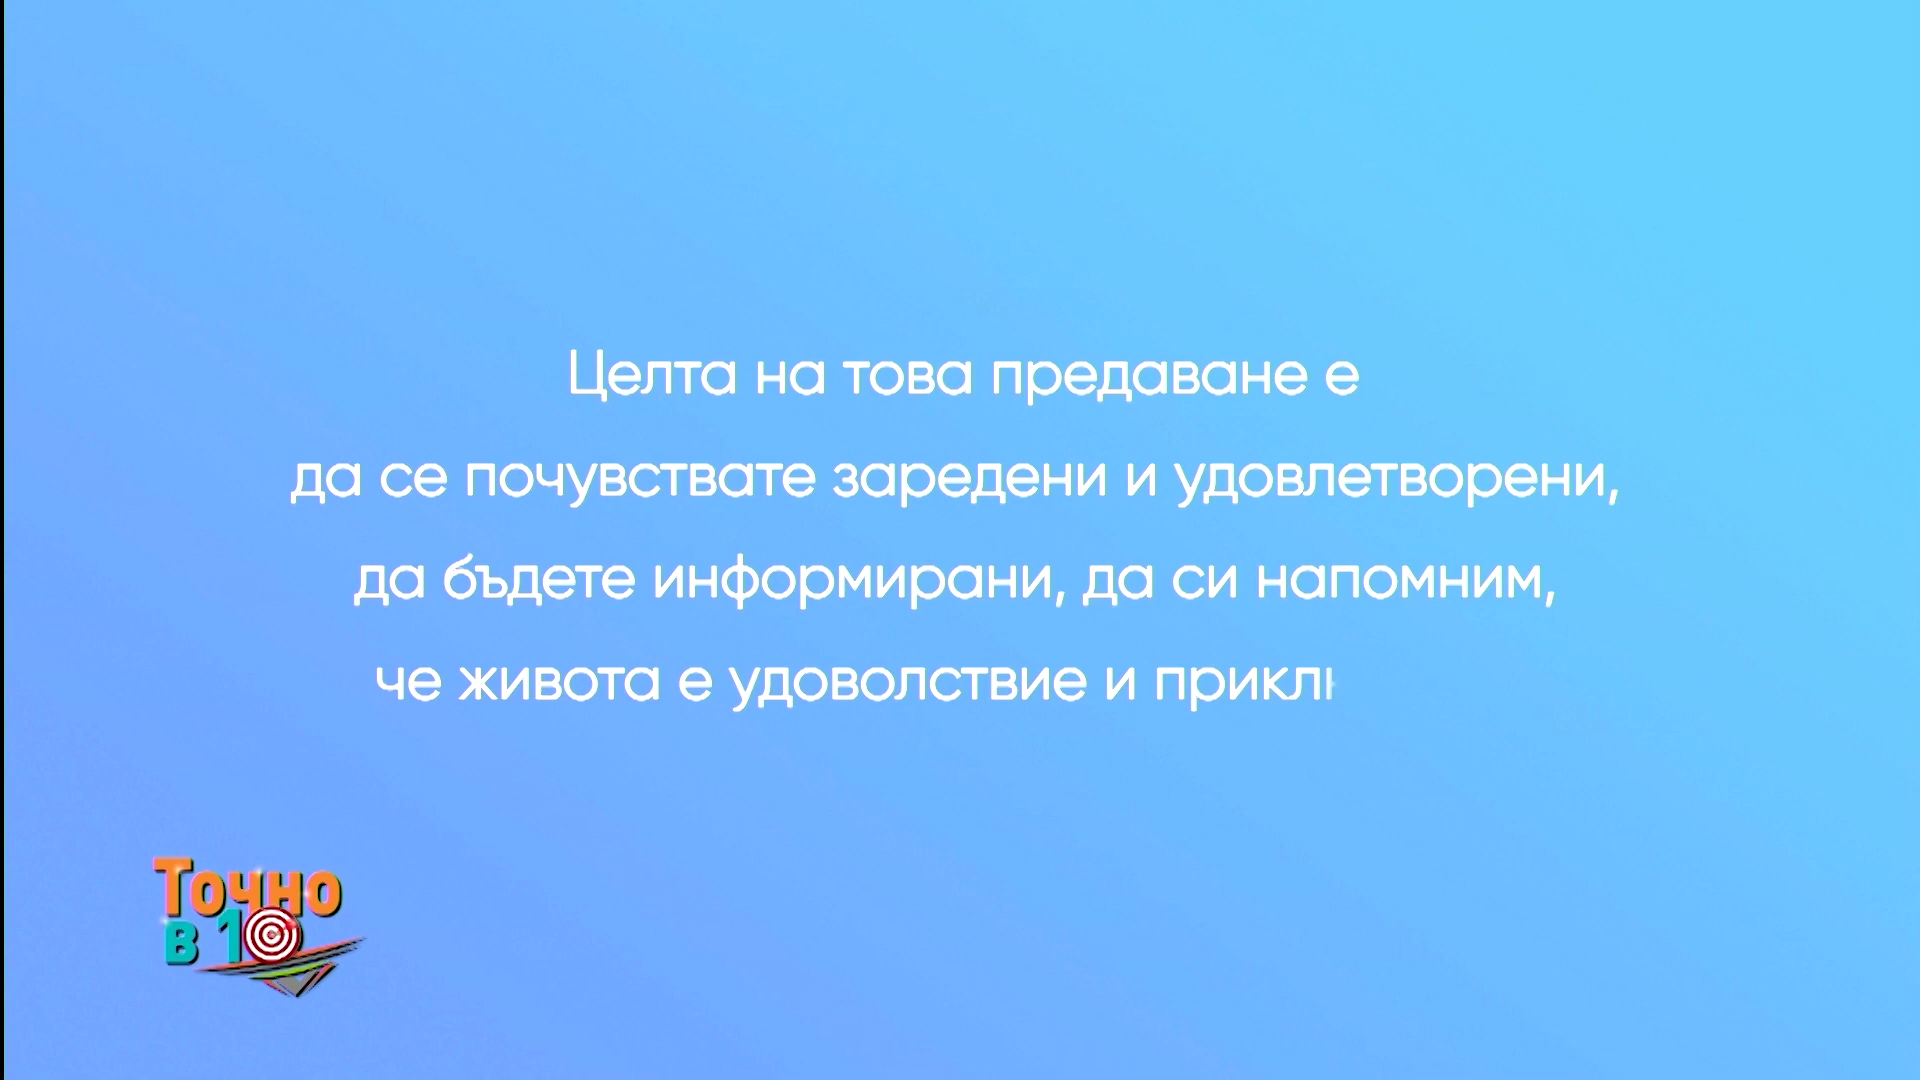 Целта на това предаване е
да се почувствате заредени и удовлетворени,
да бъдете информирани, да си напомним,
че живота е удоволствие и
Точно
в 10